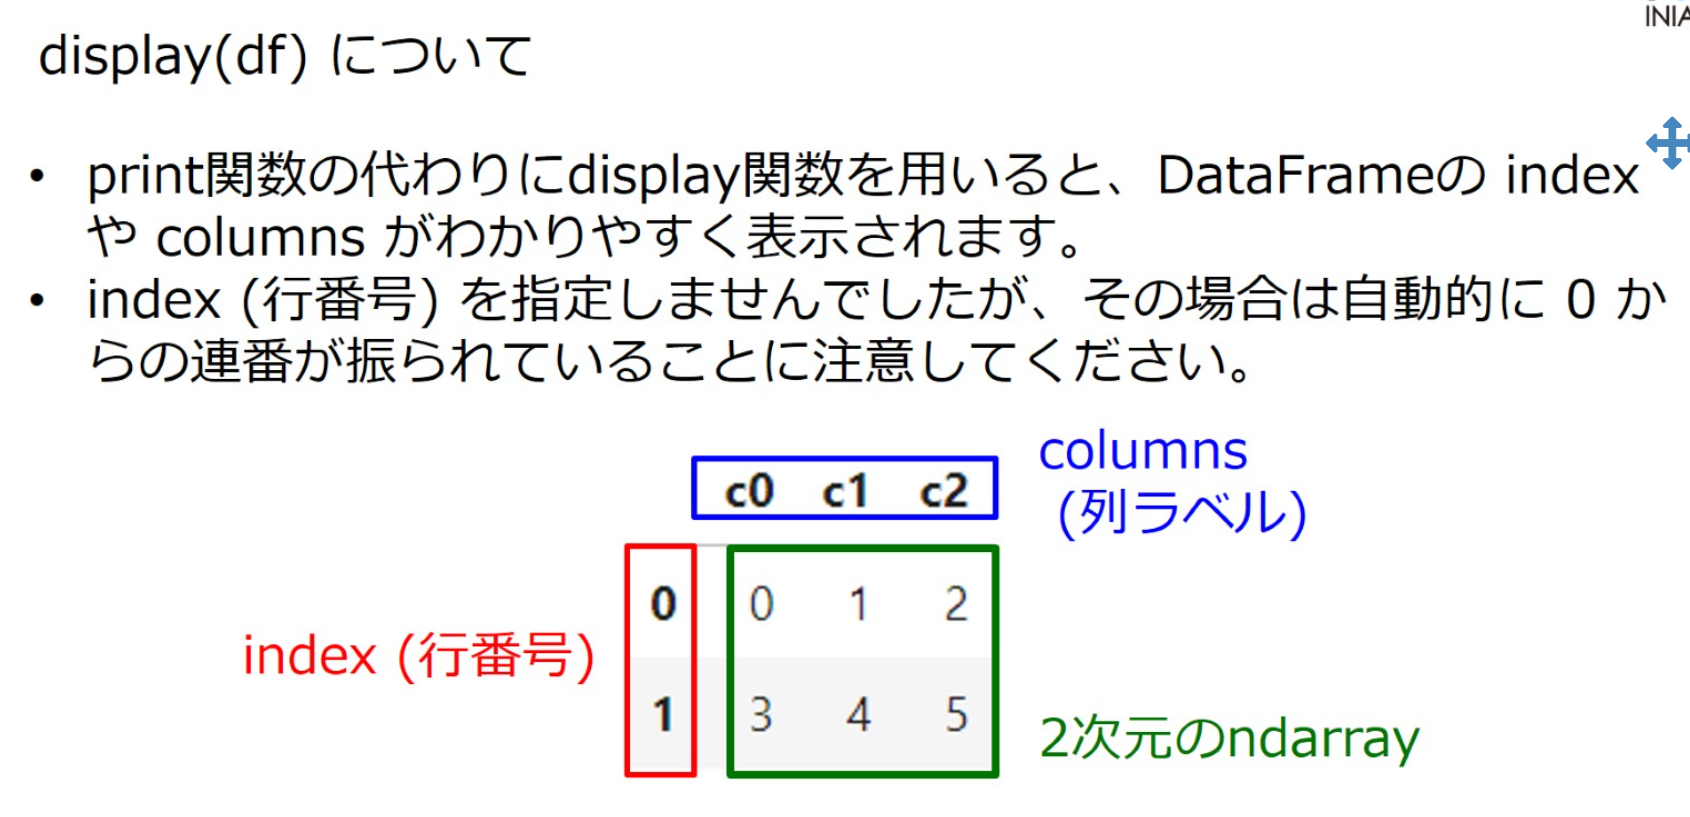 INIA
display(df) について
• print関数の代わりにdisplay関数を用いると、DataFrameの index
や columns がわかりやすく表示されます。
• index (行番号) を指定しませんでしたが、その場合は自動的に 0 か
らの連番が振られていることに注意してください。
columns
(列ラベル)
c0 c1 c2
0 0 1 2
index (行番号)
1 3 4 5
2次元のndarray